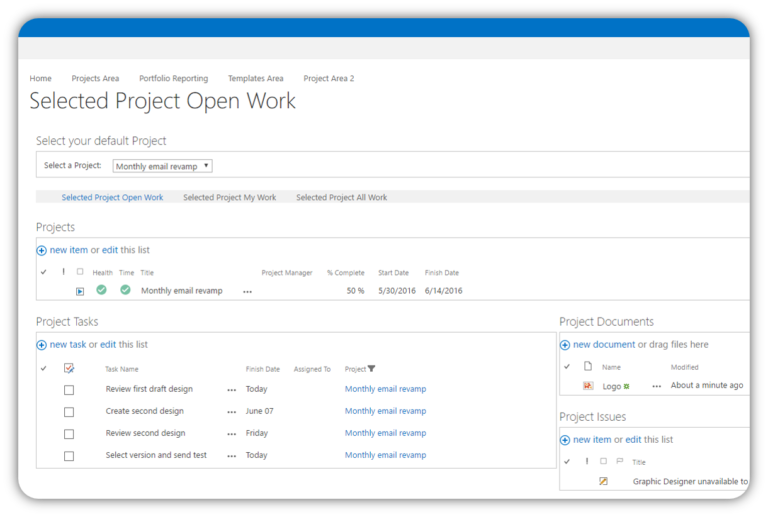 Home Projects Area Portfolio Reporting Templates Area Project Area 2
Selected Project Open Work
Select your default Project
Select a Project: Monthly email revamp
Selected Project Open Work Selected Project My Work Selected Project All Work
Projects
new item or edit this list
Health Time Title Project Manager % Complete Start Date Finish Date
Monthly email revamp ... 50 % 5/30/2016 6/14/2016
Project Tasks
new task or edit this list
Task Name Finish Date Assigned To Project
Review first draft design ... Today Monthly email revamp
Create second design ... June 07 Monthly email revamp
Review second design ... Friday Monthly email revamp
Select version and send test ... Today Monthly email revamp
Project Documents
new document or drag files here
Name Modified
Logo ... About a minute ago
Project Issues
new item or edit this list
! Title
Graphic Designer unavailable to